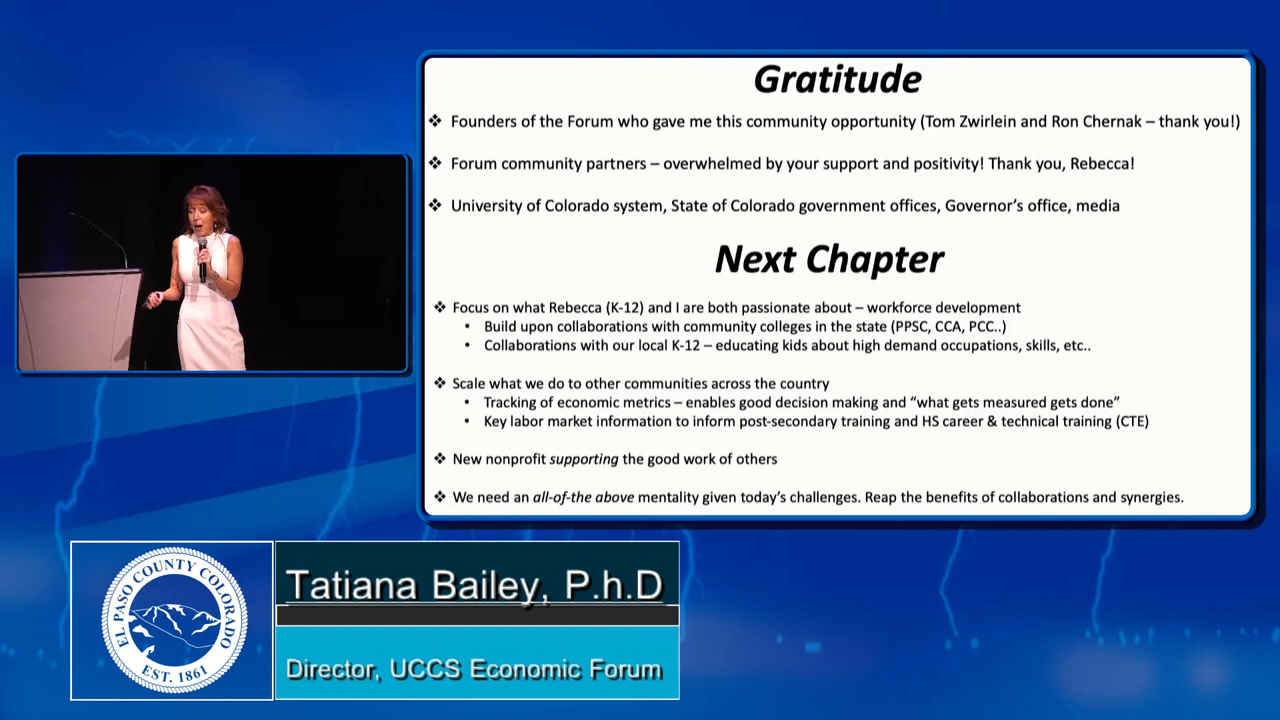 Gratitude
❖ Founders of the Forum who gave me this community opportunity (Tom Zwirlein and Ron Chernak – thank you!)
❖ Forum community partners – overwhelmed by your support and positivity! Thank you, Rebecca!
❖ University of Colorado system, State of Colorado government offices, Governor’s office, media
Next Chapter
❖ Focus on what Rebecca (K-12) and I are both passionate about – workforce development
• Build upon collaborations with community colleges in the state (PPSC, CCA, PCC..)
• Collaborations with our local K-12 – educating kids about high demand occupations, skills, etc..
❖ Scale what we do to other communities across the country
• Tracking of economic metrics – enables good decision making and “what gets measured gets done”
• Key labor market information to inform post-secondary training and HS career & technical training (CTE)
❖ New nonprofit supporting the good work of others
❖ We need an all-of-the above mentality given today’s challenges. Reap the benefits of collaborations and synergies.
EL PASO COUNTY COLORADO
EST. 1861
Tatiana Bailey, P.h.D
Director, UCCS Economic Forum